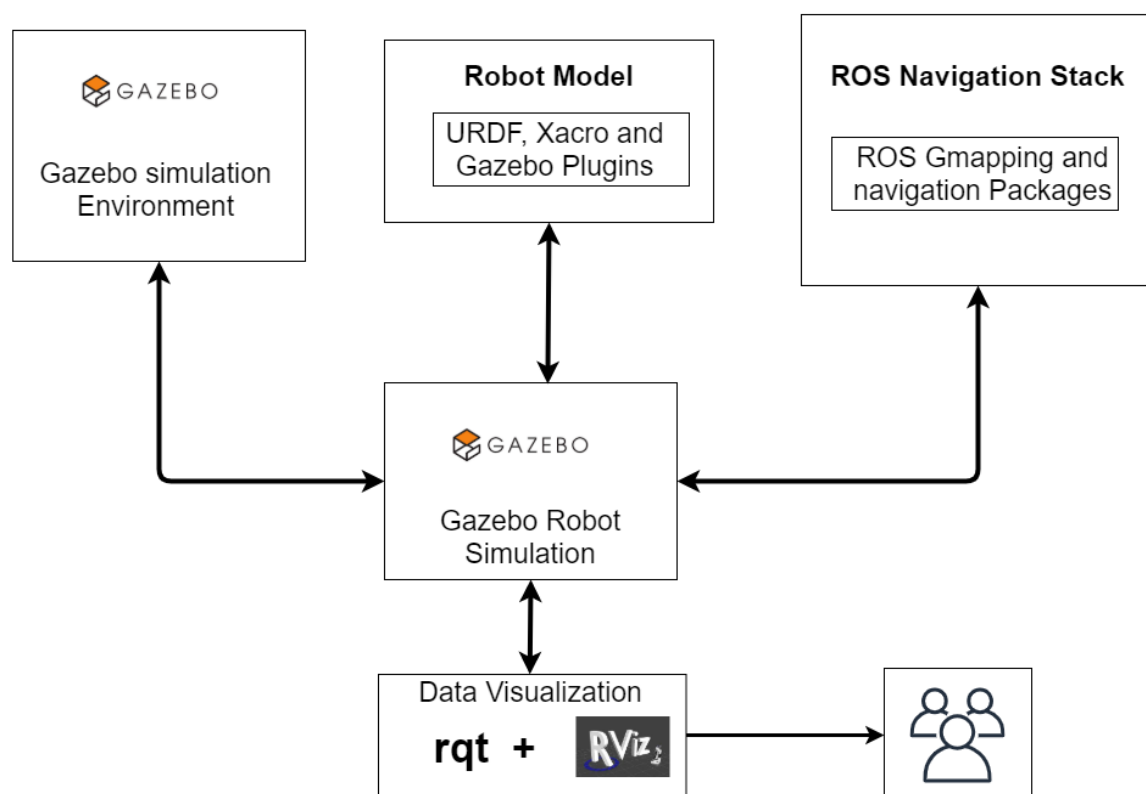 GAZEBO
Gazebo simulation
Environment
Robot Model
URDF, Xacro and
Gazebo Plugins
ROS Navigation Stack
ROS Gmapping and
navigation Packages
GAZEBO
Gazebo Robot
Simulation
Data Visualization
rqt + RViz 2